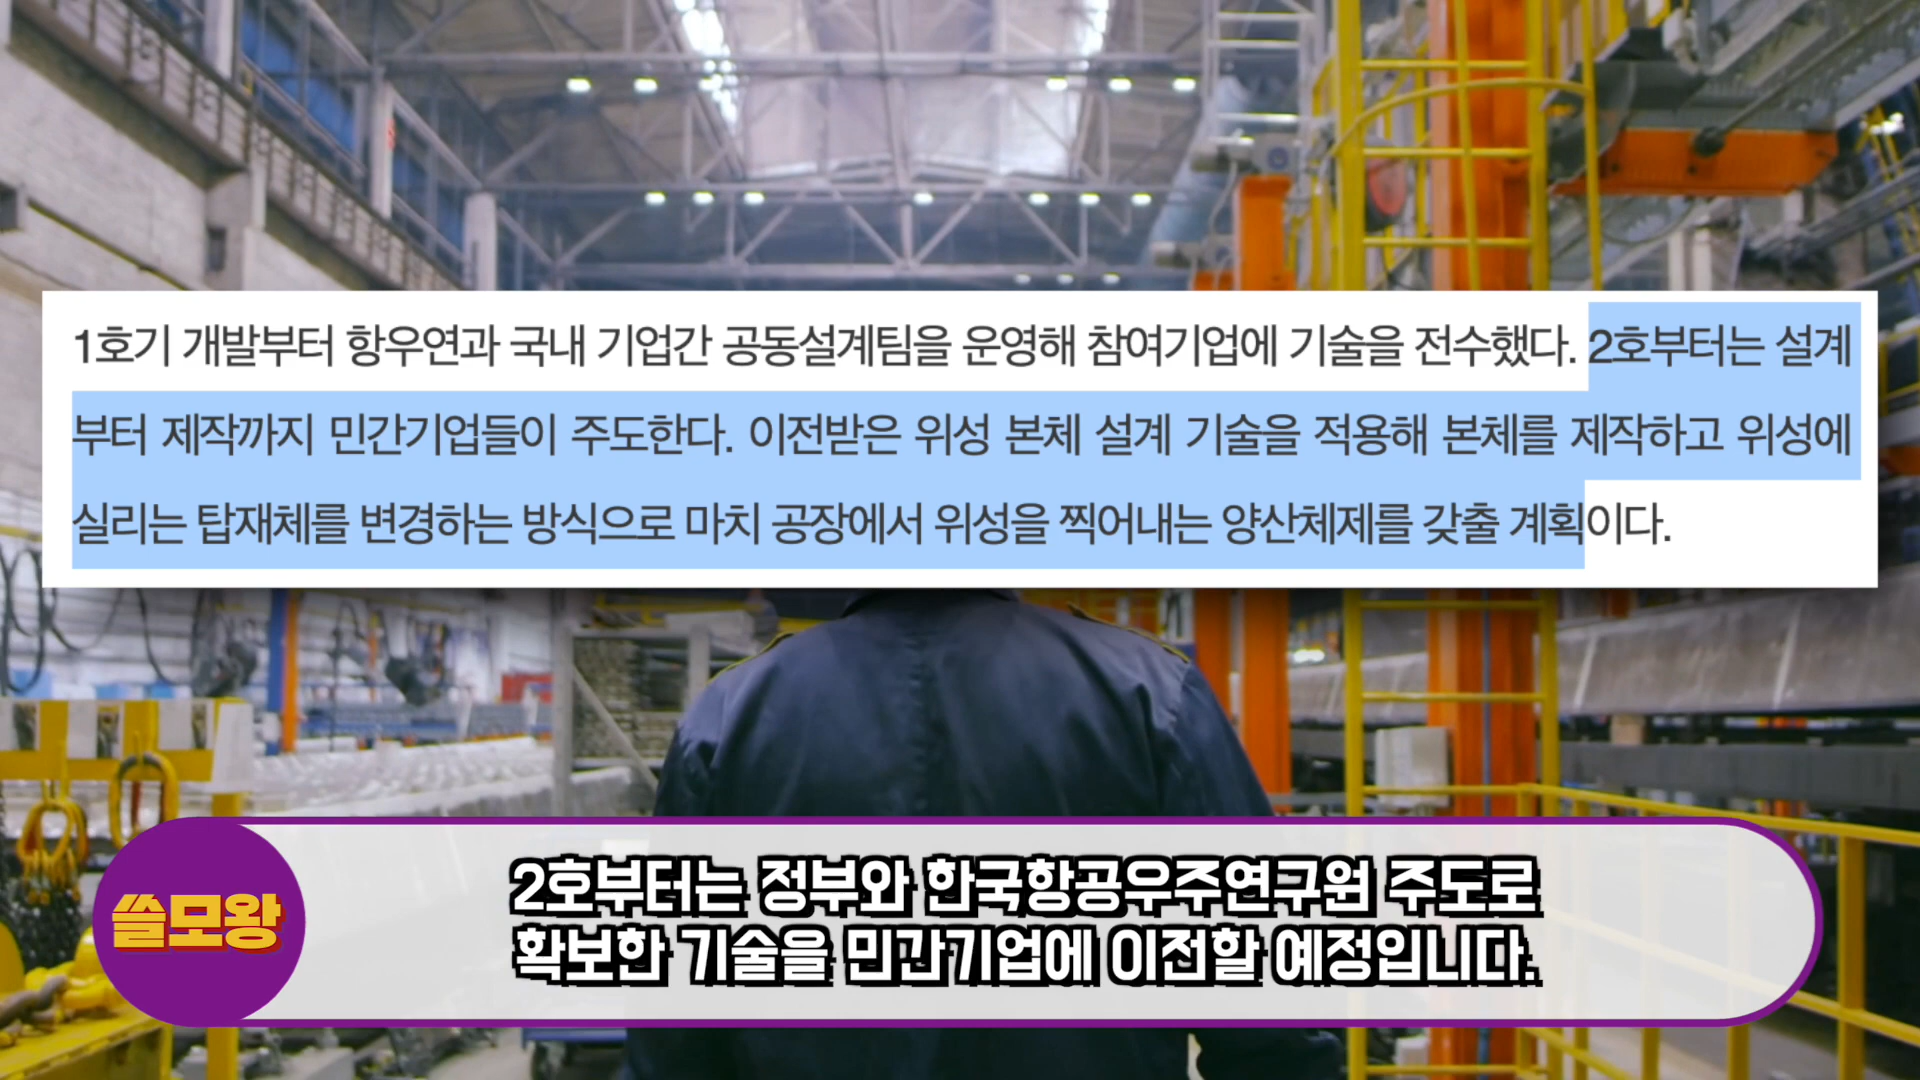 1호기 개발부터 항우연과 국내 기업간 공동설계팀을 운영해 참여기업에 기술을 전수했다. 2호부터는 설계
부터 제작까지 민간기업들이 주도한다. 이전받은 위성 본체 설계 기술을 적용해 본체를 제작하고 위성에
실리는 탑재체를 변경하는 방식으로 마치 공장에서 위성을 찍어내는 양산체제를 갖출 계획이다.
쓸모왕
2호부터는 정부와 한국항공우주연구원 주도로
확보한 기술을 민간기업에 이전할 예정입니다.